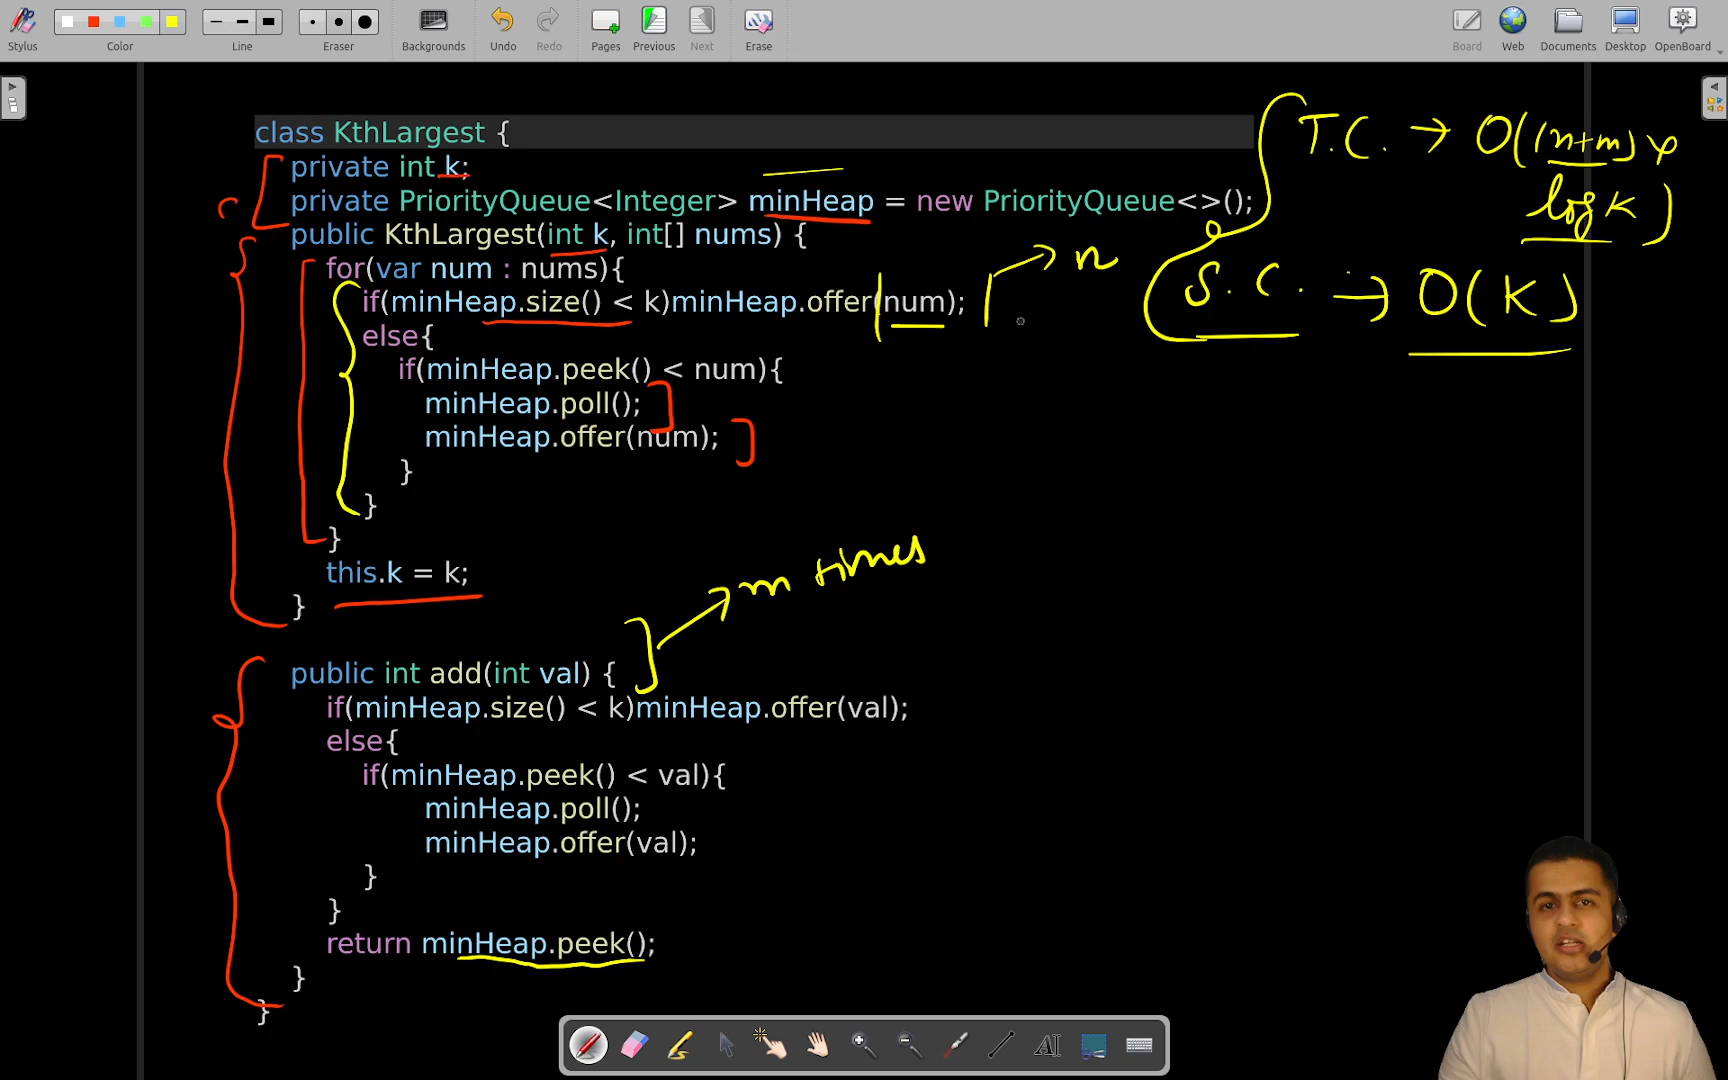 Stylus
Color
Line
Eraser
Backgrounds
Undo
Redo
Pages
Previous
Next
Erase
Board
Web
Documents
Desktop
OpenBoard
class KthLargest {
private int k;
private PriorityQueue<Integer> minHeap = new PriorityQueue<>();
public KthLargest(int k, int[] nums) {
for(var num : nums){
if(minHeap.size() < k)minHeap.offer(num);
else{
if(minHeap.peek() < num){
minHeap.poll();
minHeap.offer(num);
}
}
}
this.k = k;
}
public int add(int val) {
if(minHeap.size() < k)minHeap.offer(val);
else{
if(minHeap.peek() < val){
minHeap.poll();
minHeap.offer(val);
}
}
return minHeap.peek();
}
}
T.C. → O((n+m) x
log K)
n
S.C. → O(K)
m times
AI